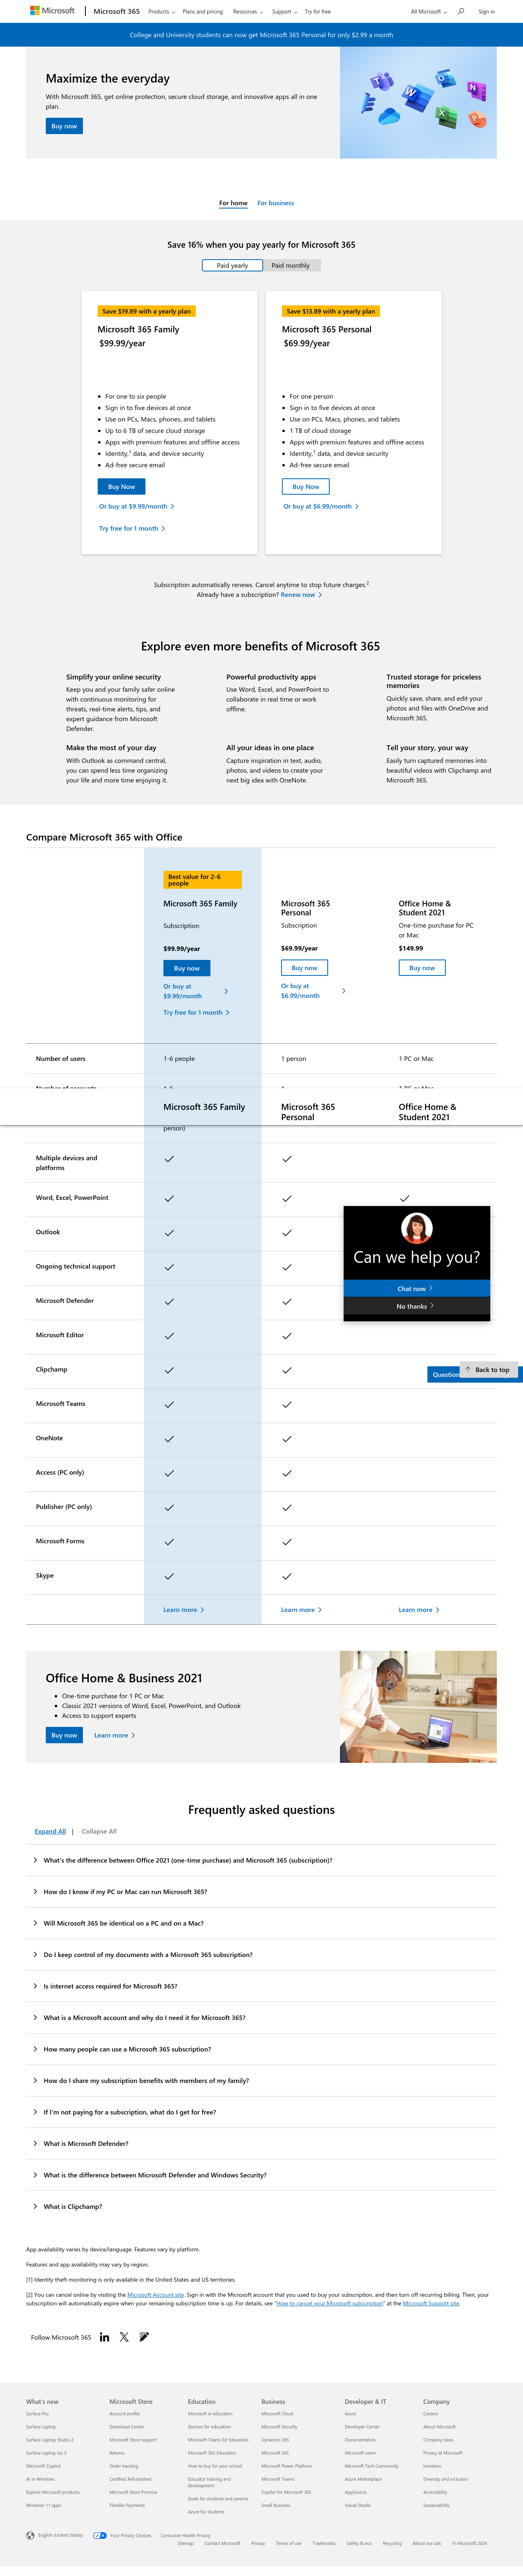 Microsoft
Microsoft 365
Products
Plans and pricing
Resources
Support
Try for free
All Microsoft
Sign in
College and University students can now get Microsoft 365 Personal for only $2.99 a month
Maximize the everyday
With Microsoft 365, get online protection, secure cloud storage, and innovative apps all in one
plan.
Buy now
For home
For business
Save 16% when you pay yearly for Microsoft 365
Paid yearly
Paid monthly
Save $19.89 with a yearly plan
Microsoft 365 Family
$99.99/year
For one to six people
Sign in to five devices at once
Use on PCs, Macs, phones, and tablets
Up to 6 TB of secure cloud storage
Apps with premium features and offline access
Identity,1 data, and device security
Ad-free secure email
Buy Now
Or buy at $9.99/month
Try free for 1 month
Save $13.89 with a yearly plan
Microsoft 365 Personal
$69.99/year
For one person
Sign in to five devices at once
Use on PCs, Macs, phones, and tablets
1 TB of cloud storage
Apps with premium features and offline access
Identity,1 data, and device security
Ad-free secure email
Buy Now
Or buy at $6.99/month
Subscription automatically renews. Cancel anytime to stop future charges.2
Already have a subscription? Renew now
Explore even more benefits of Microsoft 365
Simplify your online security
Keep you and your family safer online
with continuous monitoring for
threats, real-time alerts, tips, and
expert guidance from Microsoft
Defender.
Powerful productivity apps
Use Word, Excel, and PowerPoint to
collaborate in real time or work
offline.
Trusted storage for priceless
memories
Quickly save, share, and edit your
photos and files with OneDrive and
Microsoft 365.
Make the most of your day
With Outlook as command central,
you can spend less time organizing
your life and more time enjoying it.
All your ideas in one place
Capture inspiration in text, audio,
photos, and videos to create your
next big idea with OneNote.
Tell your story, your way
Easily turn captured memories into
beautiful videos with Clipchamp and
Microsoft 365.
Compare Microsoft 365 with Office
Best value for 2-6
people
Microsoft 365 Family
Subscription
$99.99/year
Buy now
Or buy at
$9.99/month
Try free for 1 month
Microsoft 365
Personal
Subscription
$69.99/year
Buy now
Or buy at
$6.99/month
Office Home &
Student 2021
One-time purchase for PC
or Mac
$149.99
Buy now
Number of users
1-6 people
1 person
1 PC or Mac
Microsoft 365 Family
Microsoft 365
Personal
Office Home &
Student 2021
person)
Multiple devices and
platforms
Word, Excel, PowerPoint
Outlook
Ongoing technical support
Microsoft Defender
Microsoft Editor
Clipchamp
Microsoft Teams
OneNote
Access (PC only)
Publisher (PC only)
Microsoft Forms
Skype
Learn more
Learn more
Learn more
Can we help you?
Chat now
No thanks
Back to top
Office Home & Business 2021
One-time purchase for 1 PC or Mac
Classic 2021 versions of Word, Excel, PowerPoint, and Outlook
Access to support experts
Buy now
Learn more
Frequently asked questions
Expand All | Collapse All
What's the difference between Office 2021 (one-time purchase) and Microsoft 365 (subscription)?
How do I know if my PC or Mac can run Microsoft 365?
Will Microsoft 365 be identical on a PC and on a Mac?
Do I keep control of my documents with a Microsoft 365 subscription?
Is internet access required for Microsoft 365?
What is a Microsoft account and why do I need it for Microsoft 365?
How many people can use a Microsoft 365 subscription?
How do I share my subscription benefits with members of my family?
If I'm not paying for a subscription, what do I get for free?
What is Microsoft Defender?
What is the difference between Microsoft Defender and Windows Security?
What is Clipchamp?
App availability varies by device/language. Features vary by platform.
Features and app availability may vary by region.
[1] Identity theft monitoring is only available in the United States and US territories.
[2] You can cancel online by visiting the Microsoft Account site. Sign in with the Microsoft account that you used to buy your subscription, and then turn off recurring billing. Then, your
subscription will automatically expire when your remaining subscription time is up. For details, see "How to cancel your Microsoft subscription" at the Microsoft Support site.
Follow Microsoft 365
What's new
Surface Pro
Surface Laptop
Surface Laptop Studio 2
Surface Laptop Go 3
Microsoft Copilot
AI in Windows
Explore Microsoft products
Windows 11 apps
Microsoft Store
Account profile
Download Center
Microsoft Store support
Returns
Order tracking
Certified Refurbished
Microsoft Store Promise
Flexible Payments
Education
Microsoft in education
Devices for education
Microsoft Teams for Education
Microsoft 365 Education
How to buy for your school
Educator training and
development
Deals for students and parents
Azure for students
Business
Microsoft Cloud
Microsoft Security
Dynamics 365
Microsoft 365
Microsoft Power Platform
Microsoft Teams
Copilot for Microsoft 365
Small Business
Developer & IT
Azure
Developer Center
Documentation
Microsoft Learn
Microsoft Tech Community
Azure Marketplace
AppSource
Visual Studio
Company
Careers
About Microsoft
Company news
Privacy at Microsoft
Investors
Diversity and inclusion
Accessibility
Sustainability
English (United States)
Your Privacy Choices
Consumer Health Privacy
Sitemap
Contact Microsoft
Privacy
Terms of use
Trademarks
Safety & eco
Recycling
About our ads
© Microsoft 2024